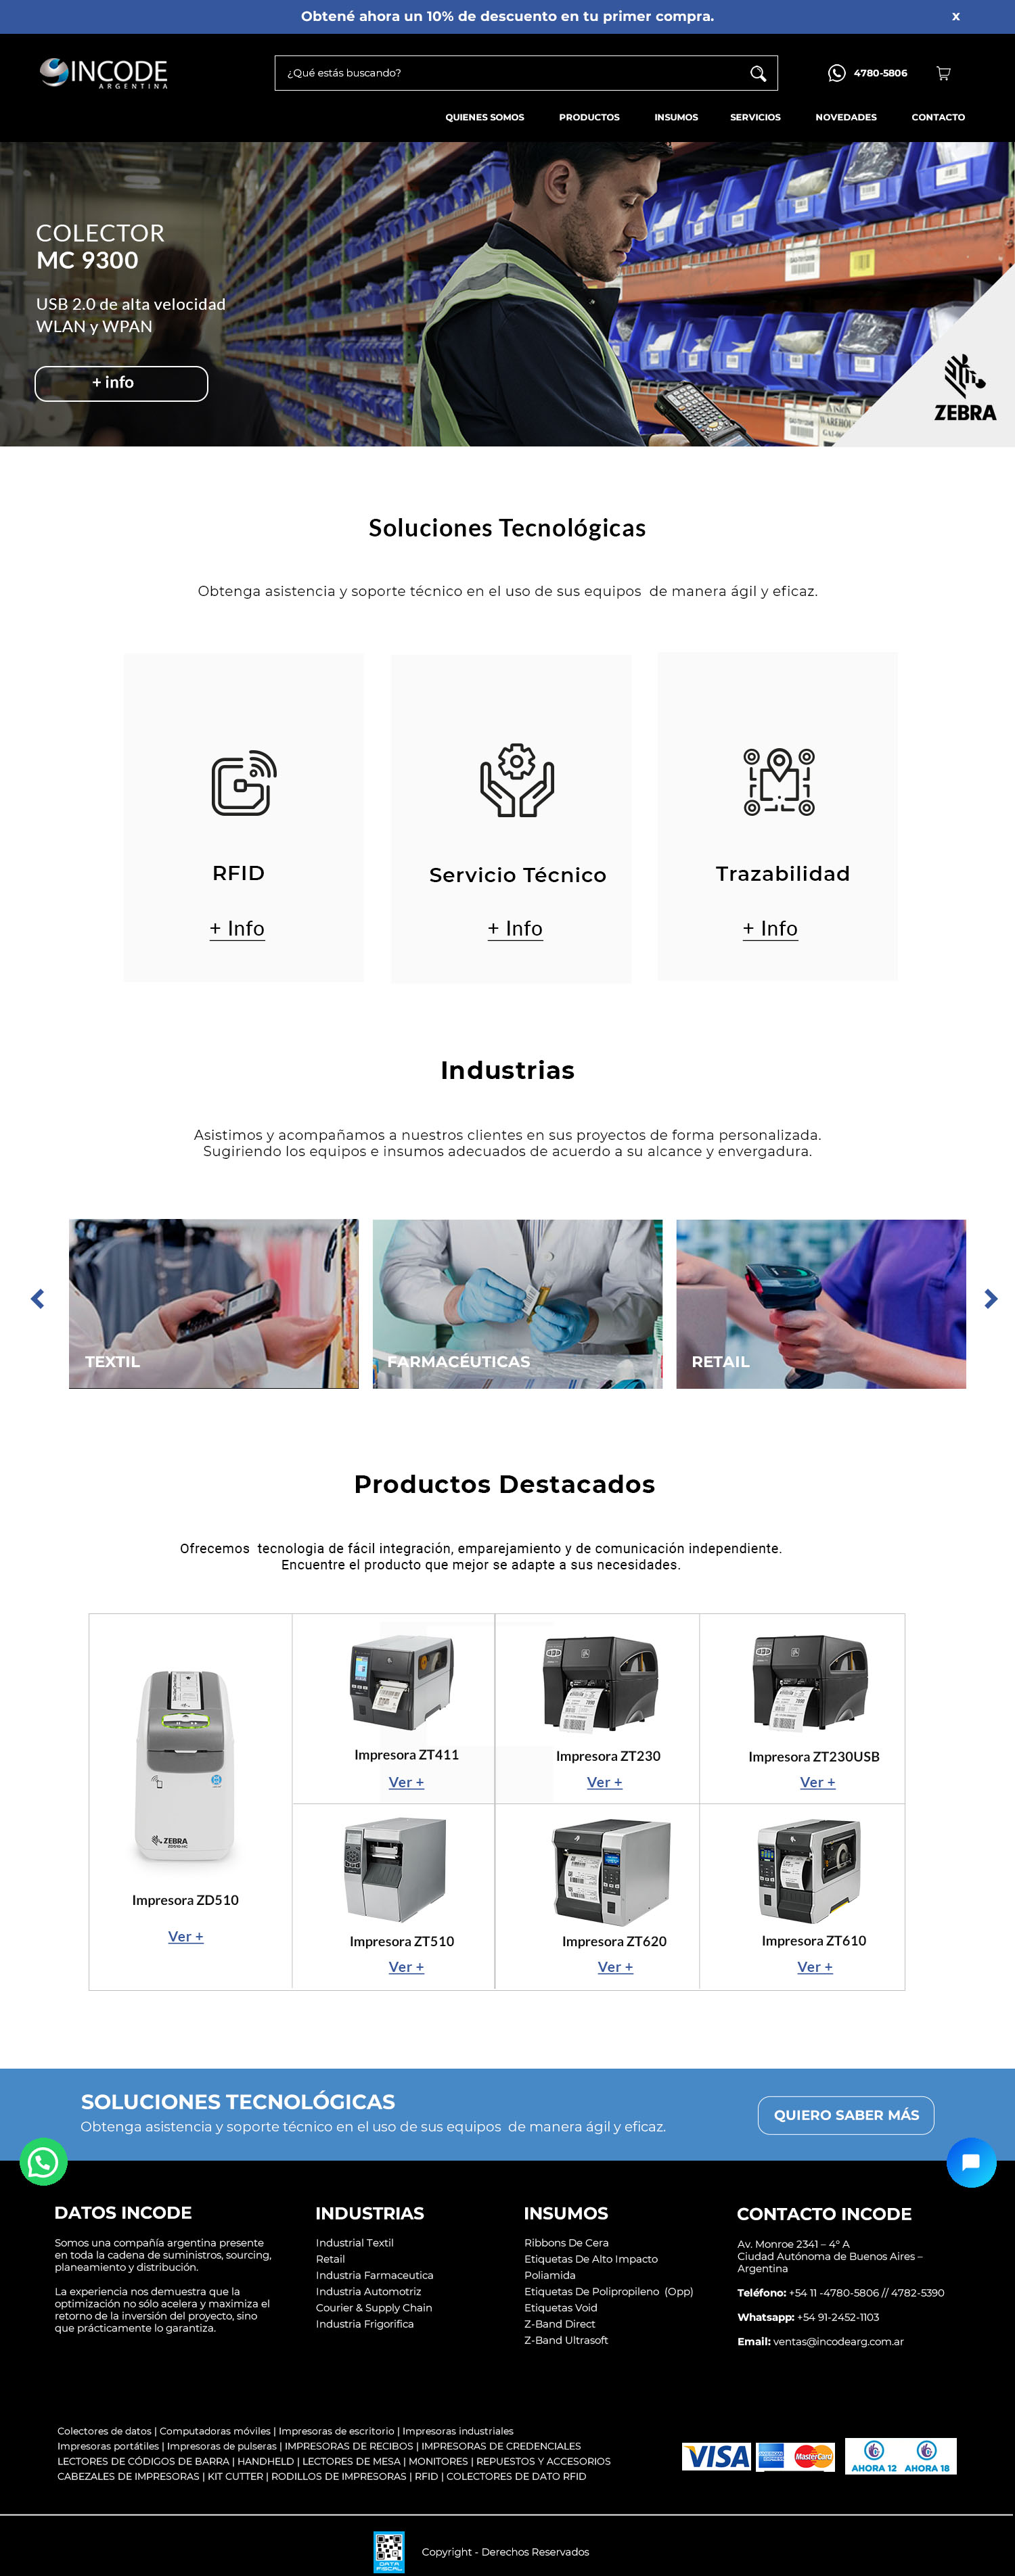 Obtené ahora un 10% de descuento en tu primer compra.
x
INCODE
ARGENTINA
¿Qué estás buscando?
4780-5806
QUIENES SOMOS
PRODUCTOS
INSUMOS
SERVICIOS
NOVEDADES
CONTACTO
COLECTOR
MC 9300
USB 2.0 de alta velocidad
WLAN y WPAN
+ info
ZEBRA
Soluciones Tecnológicas
Obtenga asistencia y soporte técnico en el uso de sus equipos  de manera ágil y eficaz.
RFID
+ Info
Servicio Técnico
+ Info
Trazabilidad
+ Info
Industrias
Asistimos y acompañamos a nuestros clientes en sus proyectos de forma personalizada.
Sugiriendo los equipos e insumos adecuados de acuerdo a su alcance y envergadura.
TEXTIL
FARMACÉUTICAS
RETAIL
Productos Destacados
Ofrecemos  tecnologia de fácil integración, emparejamiento y de comunicación independiente.
Encuentre el producto que mejor se adapte a sus necesidades.
ZEBRA
Impresora ZD510
Ver +
Impresora ZT411
Ver +
Impresora ZT230
Ver +
Impresora ZT230USB
Ver +
Impresora ZT510
Ver +
Impresora ZT620
Ver +
Impresora ZT610
Ver +
SOLUCIONES TECNOLÓGICAS
Obtenga asistencia y soporte técnico en el uso de sus equipos  de manera ágil y eficaz.
QUIERO SABER MÁS
DATOS INCODE
Somos una compañía argentina presente
en toda la cadena de suministros, sourcing,
planeamiento y distribución.
La experiencia nos demuestra que la
optimización no sólo acelera y maximiza el
retorno de la inversión del proyecto, sino
que prácticamente lo garantiza.
INDUSTRIAS
Industrial Textil
Retail
Industria Farmaceutica
Industria Automotriz
Courier & Supply Chain
Industria Frigorifica
INSUMOS
Ribbons De Cera
Etiquetas De Alto Impacto
Poliamida
Etiquetas De Polipropileno  (Opp)
Etiquetas Void
Z-Band Direct
Z-Band Ultrasoft
CONTACTO INCODE
Av. Monroe 2341 – 4° A
Ciudad Autónoma de Buenos Aires –
Argentina
Teléfono: +54 11 -4780-5806 // 4782-5390
Whatsapp: +54 91-2452-1103
Email: ventas@incodearg.com.ar
Colectores de datos | Computadoras móviles | Impresoras de escritorio | Impresoras industriales
Impresoras portátiles | Impresoras de pulseras | IMPRESORAS DE RECIBOS | IMPRESORAS DE CREDENCIALES
LECTORES DE CÓDIGOS DE BARRA | HANDHELD | LECTORES DE MESA | MONITORES | REPUESTOS Y ACCESORIOS
CABEZALES DE IMPRESORAS | KIT CUTTER | RODILLOS DE IMPRESORAS | RFID | COLECTORES DE DATO RFID
VISA
AMERICAN EXPRESS
MasterCard
AHORA 12
AHORA 18
DATA
FISCAL
Copyright - Derechos Reservados